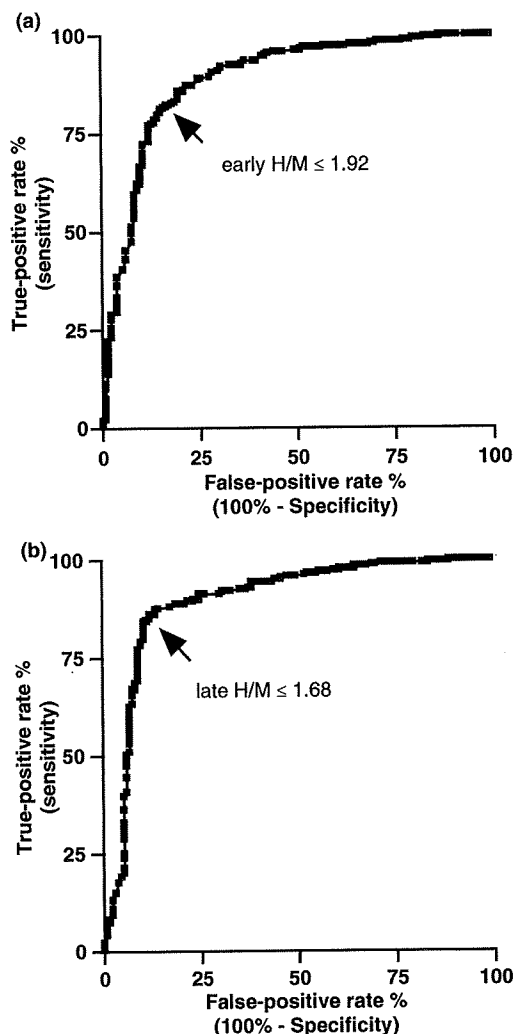 (a)
100
75
50
25
0
True-positive rate %
(sensitivity)
early H/M ≤ 1.92
0 25 50 75 100
False-positive rate %
(100% - Specificity)
(b)
100
75
50
25
0
True-positive rate %
(sensitivity)
late H/M ≤ 1.68
0 25 50 75 100
False-positive rate %
(100% - Specificity)